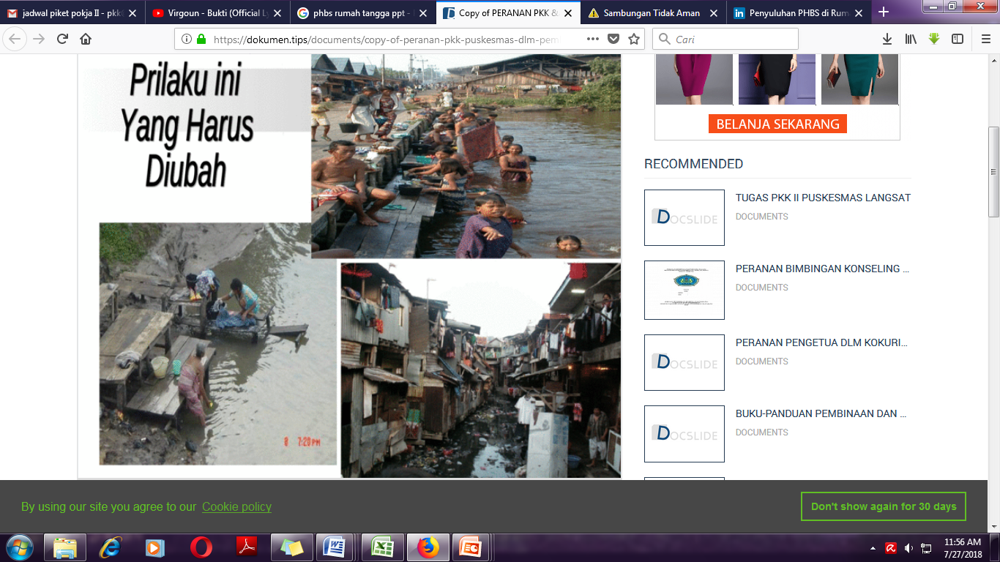 jadwal piket pokja II - pkk
Virgoun - Bukti (Official Ly
phbs rumah tangga ppt -
Copy of PERANAN PKK &
Sambungan Tidak Aman
Penyuluhan PHBS di Rum
https://dokumen.tips/documents/copy-of-peranan-pkk-puskesmas-dlm-pem
Cari
Prilaku ini
Yang Harus
Diubah
7:20 PM
BELANJA SEKARANG
RECOMMENDED
DOCSLIDE
TUGAS PKK II PUSKESMAS LANGSAT
DOCUMENTS
PERANAN BIMBINGAN KONSELING ...
DOCUMENTS
DOCSLIDE
PERANAN PENGETUA DLM KOKURI...
DOCUMENTS
DOCSLIDE
BUKU-PANDUAN PEMBINAAN DAN ...
DOCUMENTS
By using our site you agree to our Cookie policy
Don't show again for 30 days
11:56 AM
7/27/2018